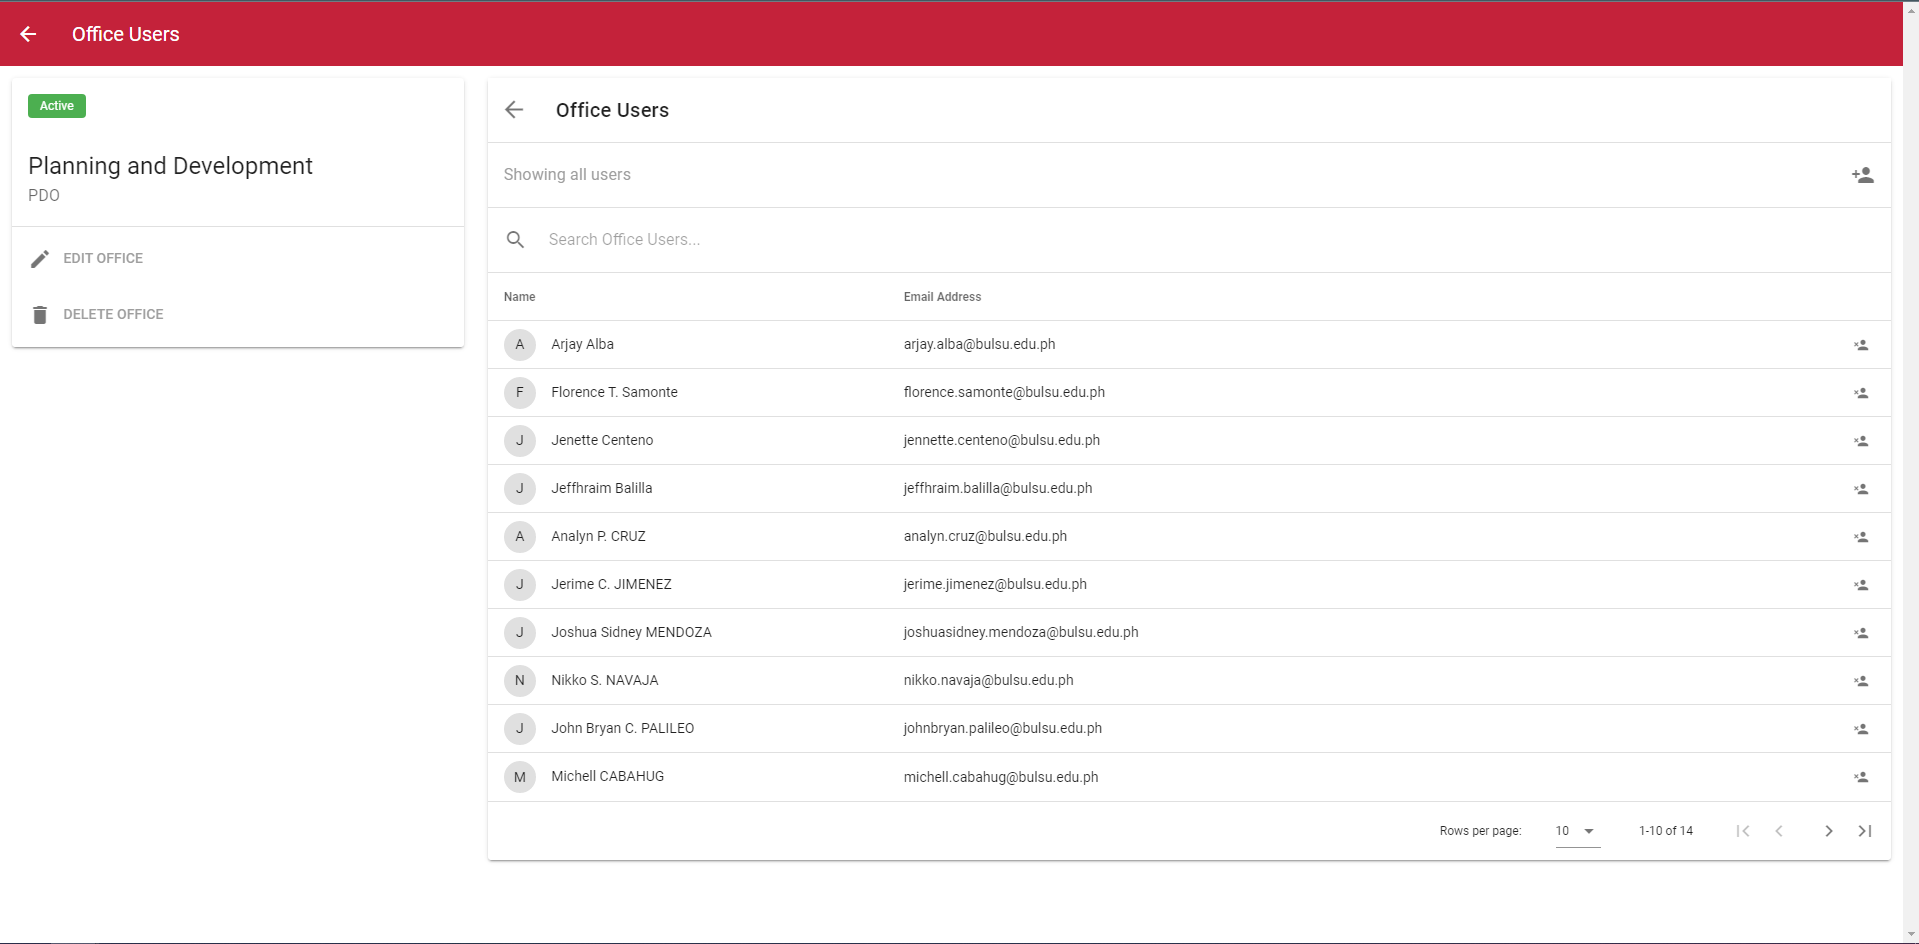 Office Users
Active
Planning and Development
PDO
EDIT OFFICE
DELETE OFFICE
Office Users
Showing all users
Search Office Users...
Name Email Address
A Arjay Alba arjay.alba@bulsu.edu.ph
F Florence T. Samonte florence.samonte@bulsu.edu.ph
J Jenette Centeno jennette.centeno@bulsu.edu.ph
J Jeffhraim Balilla jeffhraim.balilla@bulsu.edu.ph
A Analyn P. CRUZ analyn.cruz@bulsu.edu.ph
J Jerime C. JIMENEZ jerime.jimenez@bulsu.edu.ph
J Joshua Sidney MENDOZA joshuasidney.mendoza@bulsu.edu.ph
N Nikko S. NAVAJA nikko.navaja@bulsu.edu.ph
J John Bryan C. PALILEO johnbryan.palileo@bulsu.edu.ph
M Michell CABAHUG michell.cabahug@bulsu.edu.ph
Rows per page: 10 1-10 of 14